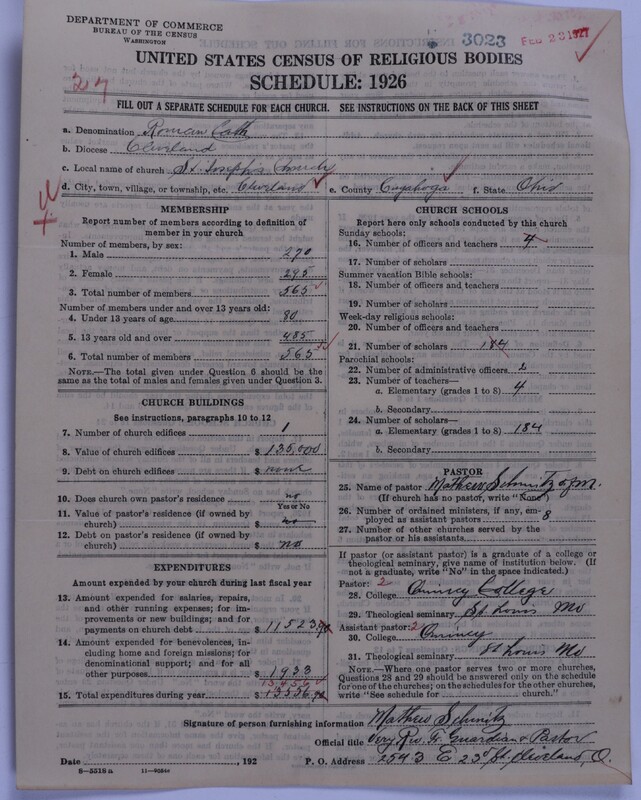 DEPARTMENT OF COMMERCE
BUREAU OF THE CENSUS
WASHINGTON
3023
FEB 23 1927
UNITED STATES CENSUS OF RELIGIOUS BODIES
SCHEDULE: 1926
27
FILL OUT A SEPARATE SCHEDULE FOR EACH CHURCH. SEE INSTRUCTIONS ON THE BACK OF THIS SHEET
a. Denomination Roman Cath
b. Diocese Cleveland
c. Local name of church St. Joseph's Church
d. City, town, village, or township, etc. Cleveland e. County Cuyahoga f. State Ohio
MEMBERSHIP
Report number of members according to definition of
member in your church
Number of members, by sex:
1. Male 270
2. Female 295
3. Total number of members 565
Number of members under and over 13 years old:
4. Under 13 years of age 80
5. 13 years old and over 485
6. Total number of members 565
NOTE.—The total given under Question 6 should be the
same as the total of males and females given under Question 3.
CHURCH BUILDINGS
See instructions, paragraphs 10 to 12
7. Number of church edifices 1
8. Value of church edifices $ 135,000
9. Debt on church edifices $ none
10. Does church own pastor's residence no
Yes or No
11. Value of pastor's residence (if owned by
church) $ no
12. Debt on pastor's residence (if owned by
church) $ no
EXPENDITURES
Amount expended by your church during last fiscal year
13. Amount expended for salaries, repairs,
and other running expenses; for im-
provements or new buildings; and for
payments on church debt $ 11523
14. Amount expended for benevolences, in-
cluding home and foreign missions; for
denominational support; and for all
other purposes $ 1933
13456
15. Total expenditures during year $ 13556
CHURCH SCHOOLS
Report here only schools conducted by this church
Sunday schools:
16. Number of officers and teachers 4
17. Number of scholars
Summer vacation Bible schools:
18. Number of officers and teachers
19. Number of scholars
Week-day religious schools:
20. Number of officers and teachers
21. Number of scholars 184
Parochial schools:
22. Number of administrative officers 2
23. Number of teachers—
a. Elementary (grades 1 to 8) 4
b. Secondary
24. Number of scholars—
a. Elementary (grades 1 to 8) 184
b. Secondary
PASTOR
25. Name of pastor Mathew Schmitz ofm.
(If church has no pastor, write "None")
26. Number of ordained ministers, if any, em-
ployed as assistant pastors 8
27. Number of other churches served by the
pastor or his assistants
If pastor (or assistant pastor) is a graduate of a college or
theological seminary, give name of institution below. (If
not a graduate, write "No" in the space indicated.)
Pastor: 2
28. College Quincy College
29. Theological seminary St Louis Mo
Assistant pastor: 2
30. College Quincy
31. Theological seminary St Louis Mo
NOTE.—Where one pastor serves two or more churches,
Questions 28 and 29 should be answered only on the schedule
for one of the churches; on the schedules for the other churches,
write "See schedule for church."
Signature of person furnishing information Mathew Schmitz
Official title Very Rev. Fr. Guardian & Pastor
Date , 192 P. O. Address 2543 E 23d St. Cleveland, O.
8—5518a 11—9084c